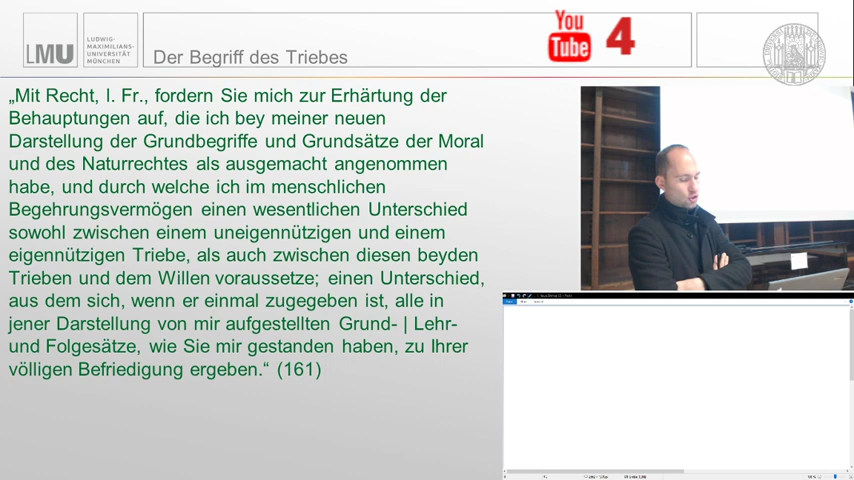 LMU
LUDWIG-
MAXIMILIANS-
UNIVERSITÄT
MÜNCHEN
Der Begriff des Triebes
You
Tube
4
„Mit Recht, l. Fr., fordern Sie mich zur Erhärtung der
Behauptungen auf, die ich bey meiner neuen
Darstellung der Grundbegriffe und Grundsätze der Moral
und des Naturrechtes als ausgemacht angenommen
habe, und durch welche ich im menschlichen
Begehrungsvermögen einen wesentlichen Unterschied
sowohl zwischen einem uneigennützigen und einem
eigennützigen Triebe, als auch zwischen diesen beyden
Trieben und dem Willen voraussetze; einen Unterschied,
aus dem sich, wenn er einmal zugegeben ist, alle in
jener Darstellung von mir aufgestellten Grund- | Lehr-
und Folgesätze, wie Sie mir gestanden haben, zu Ihrer
völligen Befriedigung ergeben.“ (161)